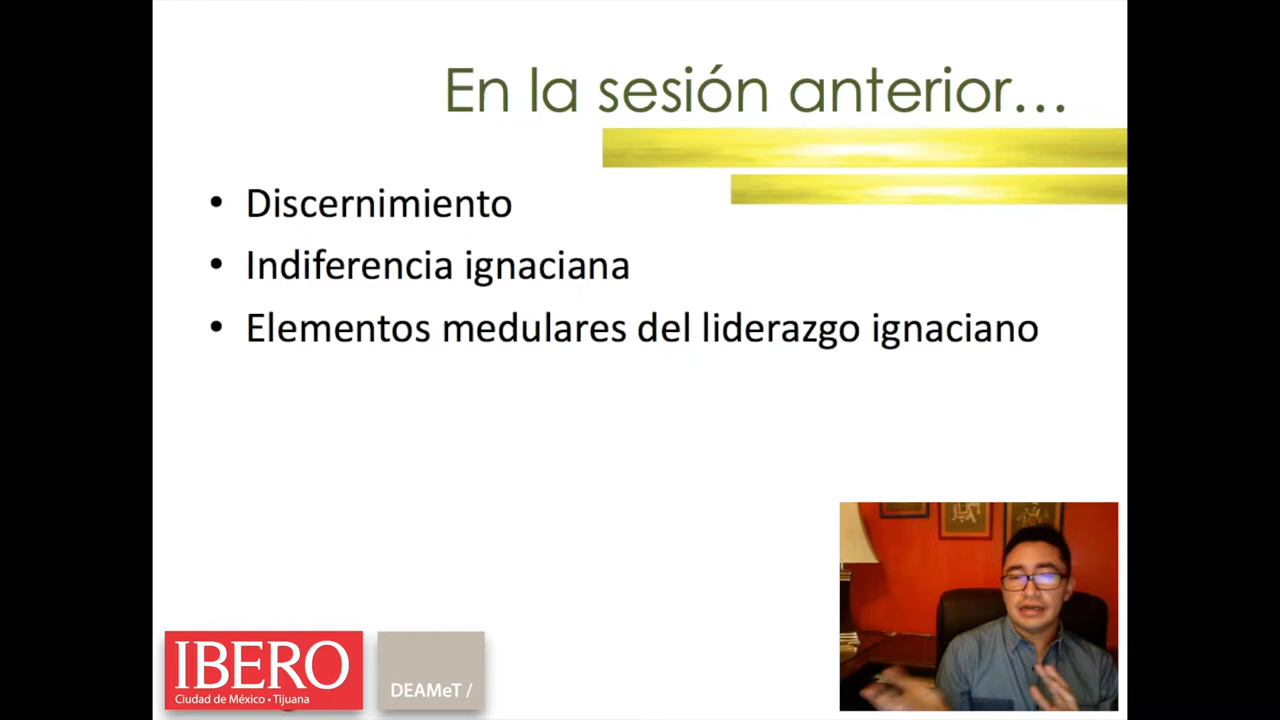 En la sesión anterior...
• Discernimiento
• Indiferencia ignaciana
• Elementos medulares del liderazgo ignaciano
IBERO
Ciudad de México • Tijuana
DEAMeT /